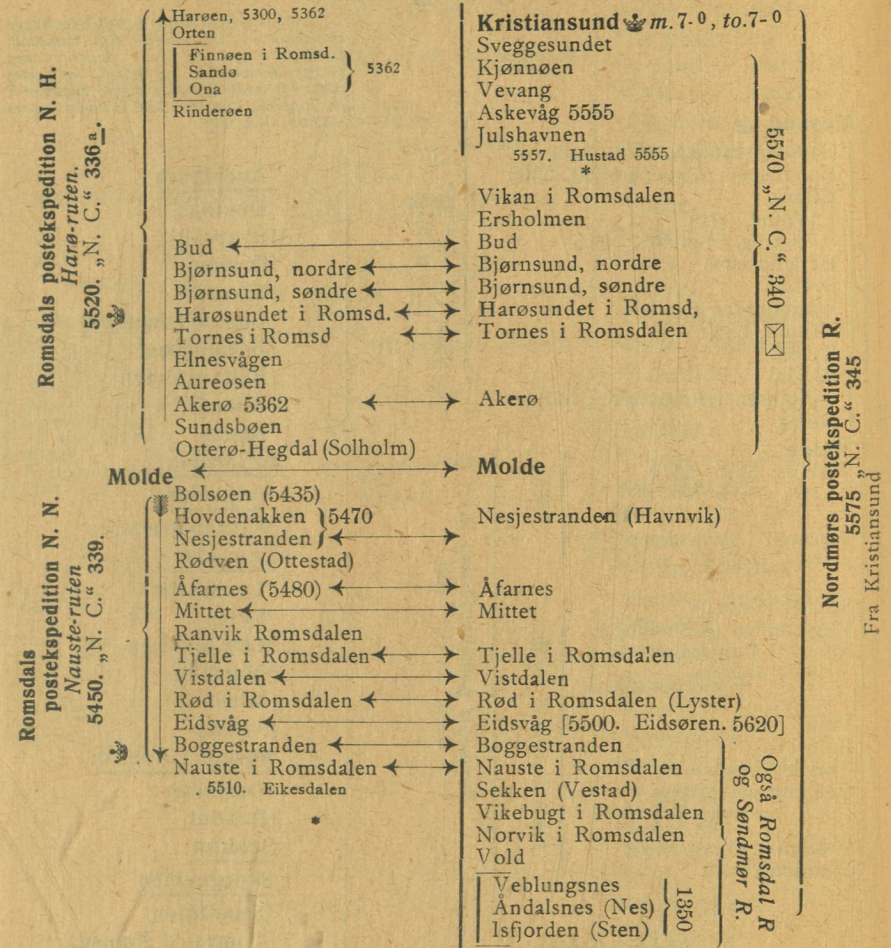 Romsdals postekspedition N. H.
Harø-ruten.
5520. „N. C.“ 336a.
Harøen, 5300, 5362
Orten
Finnøen i Romsd.
Sandø
Ona
5362
Rinderøen
Bud
Bjørnsund, nordre
Bjørnsund, søndre
Harøsundet i Romsd.
Tornes i Romsd
Elnesvågen
Aureosen
Akerø 5362
Sundsbøen
Otterø-Hegdal (Solholm)
Molde
Romsdals
postekspedition N. N.
Nauste-ruten
5450. „N. C.“ 339.
Bolsøen (5435)
Hovdenakken } 5470
Nesjestranden
Rødven (Ottestad)
Åfarnes (5480)
Mittet
Ranvik Romsdalen
Tjelle i Romsdalen
Vistdalen
Rød i Romsdalen
Eidsvåg
Boggestranden
Nauste i Romsdalen
. 5510. Eikesdalen
*
Kristiansund m. 7-0, to. 7-0
Sveggesundet
Kjønnøen
Vevang
Askevåg 5555
Julshavnen
5557. Hustad 5555
*
Vikan i Romsdalen
Ersholmen
Bud
Bjørnsund, nordre
Bjørnsund, søndre
Harøsundet i Romsd,
Tornes i Romsdalen
Akerø
Molde
Nesjestranden (Havnvik)
Åfarnes
Mittet
Tjelle i Romsdalen
Vistdalen
Rød i Romsdalen (Lyster)
Eidsvåg [5500. Eidsøren. 5620]
Boggestranden
Nauste i Romsdalen
Sekken (Vestad)
Vikebugt i Romsdalen
Norvik i Romsdalen
Vold
Veblungsnes
Åndalsnes (Nes)
Isfjorden (Sten)
1350
5570 „N. C.“ 340
Også Romsdal R
og Søndmør R.
Nordmørs postekspedition R.
5575 „N. C.“ 345
Fra Kristiansund